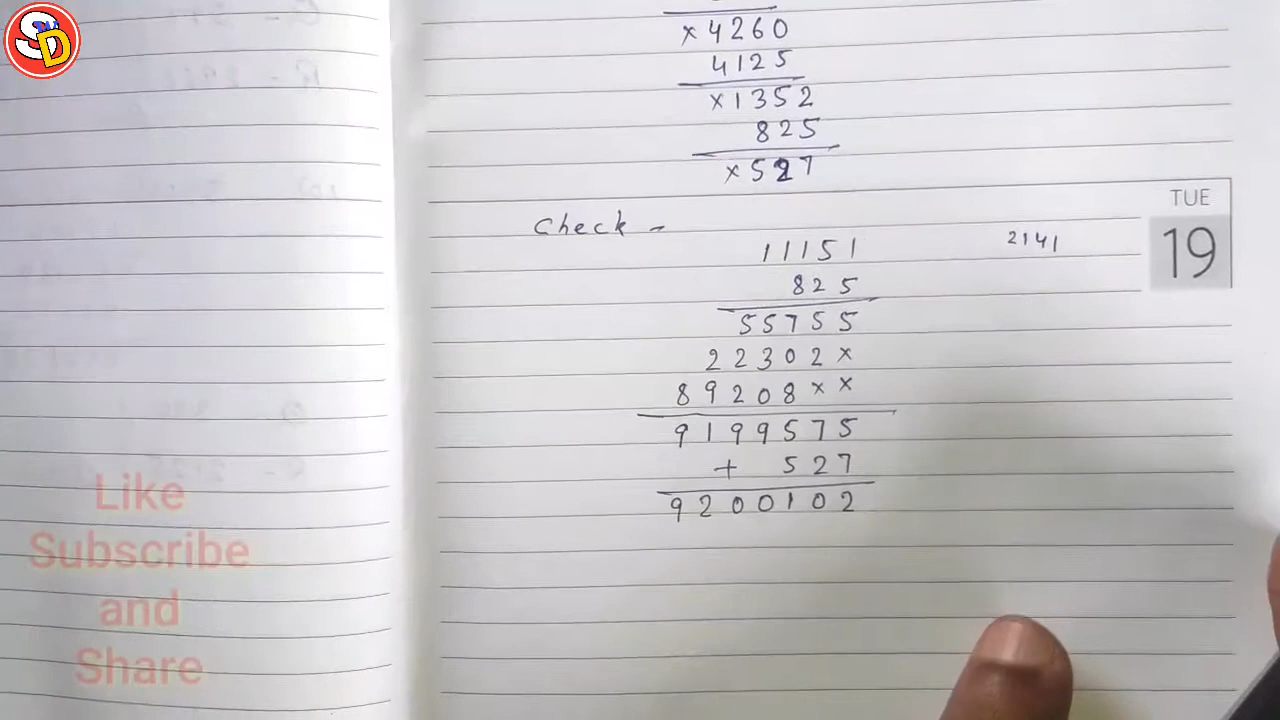 STV
D
× 4260
4125
× 1352
825
× 527
TUE
19
Check -
11151
2141
825
55755
22302×
89208××
9199575
+ 527
9200102
Like
Subscribe
and
Share